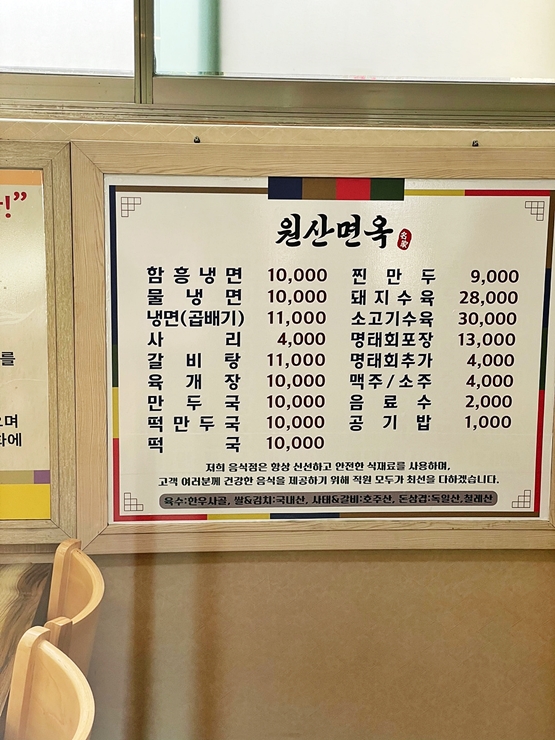 !”
를
으며
화에
원산면옥
名家
함흥냉면 10,000
물냉면 10,000
냉면(곱배기) 11,000
사리 4,000
갈비탕 11,000
육개장 10,000
만두국 10,000
떡만두국 10,000
떡국 10,000
찐만두 9,000
돼지수육 28,000
소고기수육 30,000
명태회포장 13,000
명태회추가 4,000
맥주/소주 4,000
음료수 2,000
공기밥 1,000
저희 음식점은 항상 신선하고 안전한 식재료를 사용하며,
고객 여러분께 건강한 음식을 제공하기 위해 직원 모두가 최선을 다하겠습니다.
육수:한우사골, 쌀&김치:국내산, 사태&갈비:호주산, 돈삼겹:독일산,칠레산